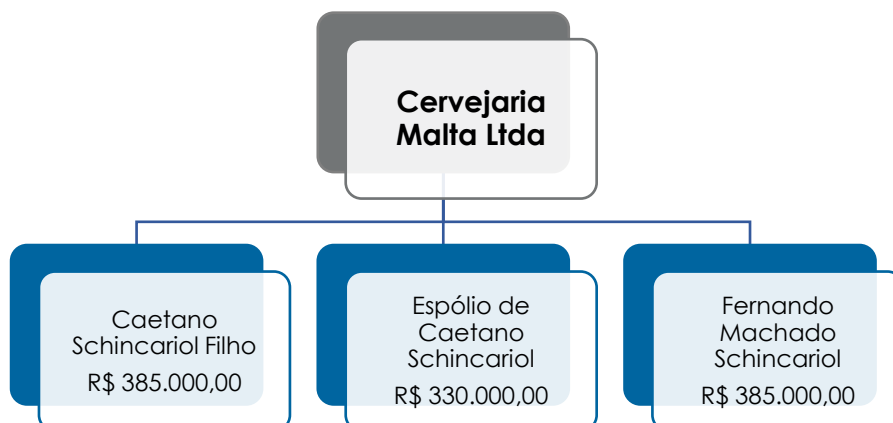 Cervejaria
Malta Ltda
Caetano
Schincariol Filho
R$ 385.000,00
Espólio de
Caetano
Schincariol
R$ 330.000,00
Fernando
Machado
Schincariol
R$ 385.000,00